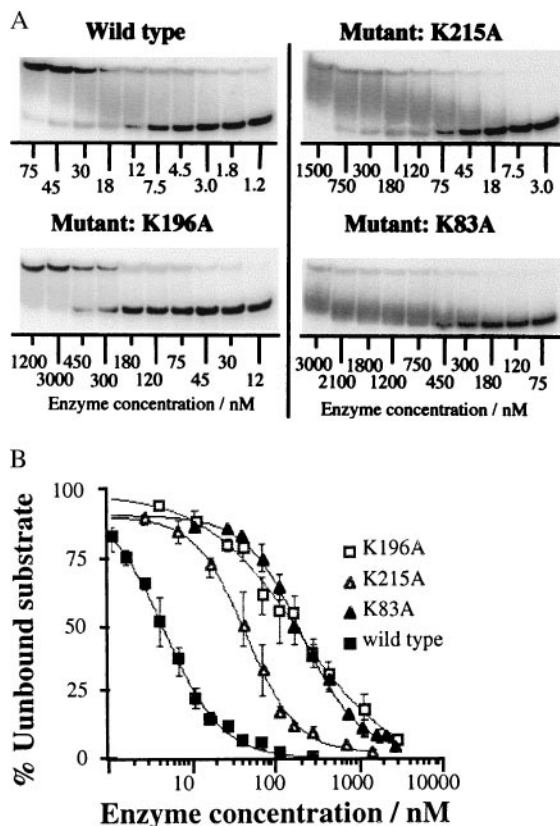 A
Wild type
75 30 12 4.5 1.8
45 18 7.5 3.0 1.2
Mutant: K215A
1500 300 120 45 7.5
750 180 75 18 3.0
Mutant: K196A
1200 450 180 75 30
3000 300 120 45 12
Enzyme concentration / nM
Mutant: K83A
3000 1800 750 300 120
2100 1200 450 180 75
Enzyme concentration / nM
B
% Uunbound substrate
100
75
50
25
0
K196A
K215A
K83A
wild type
10 100 1000 10000
Enzyme concentration / nM